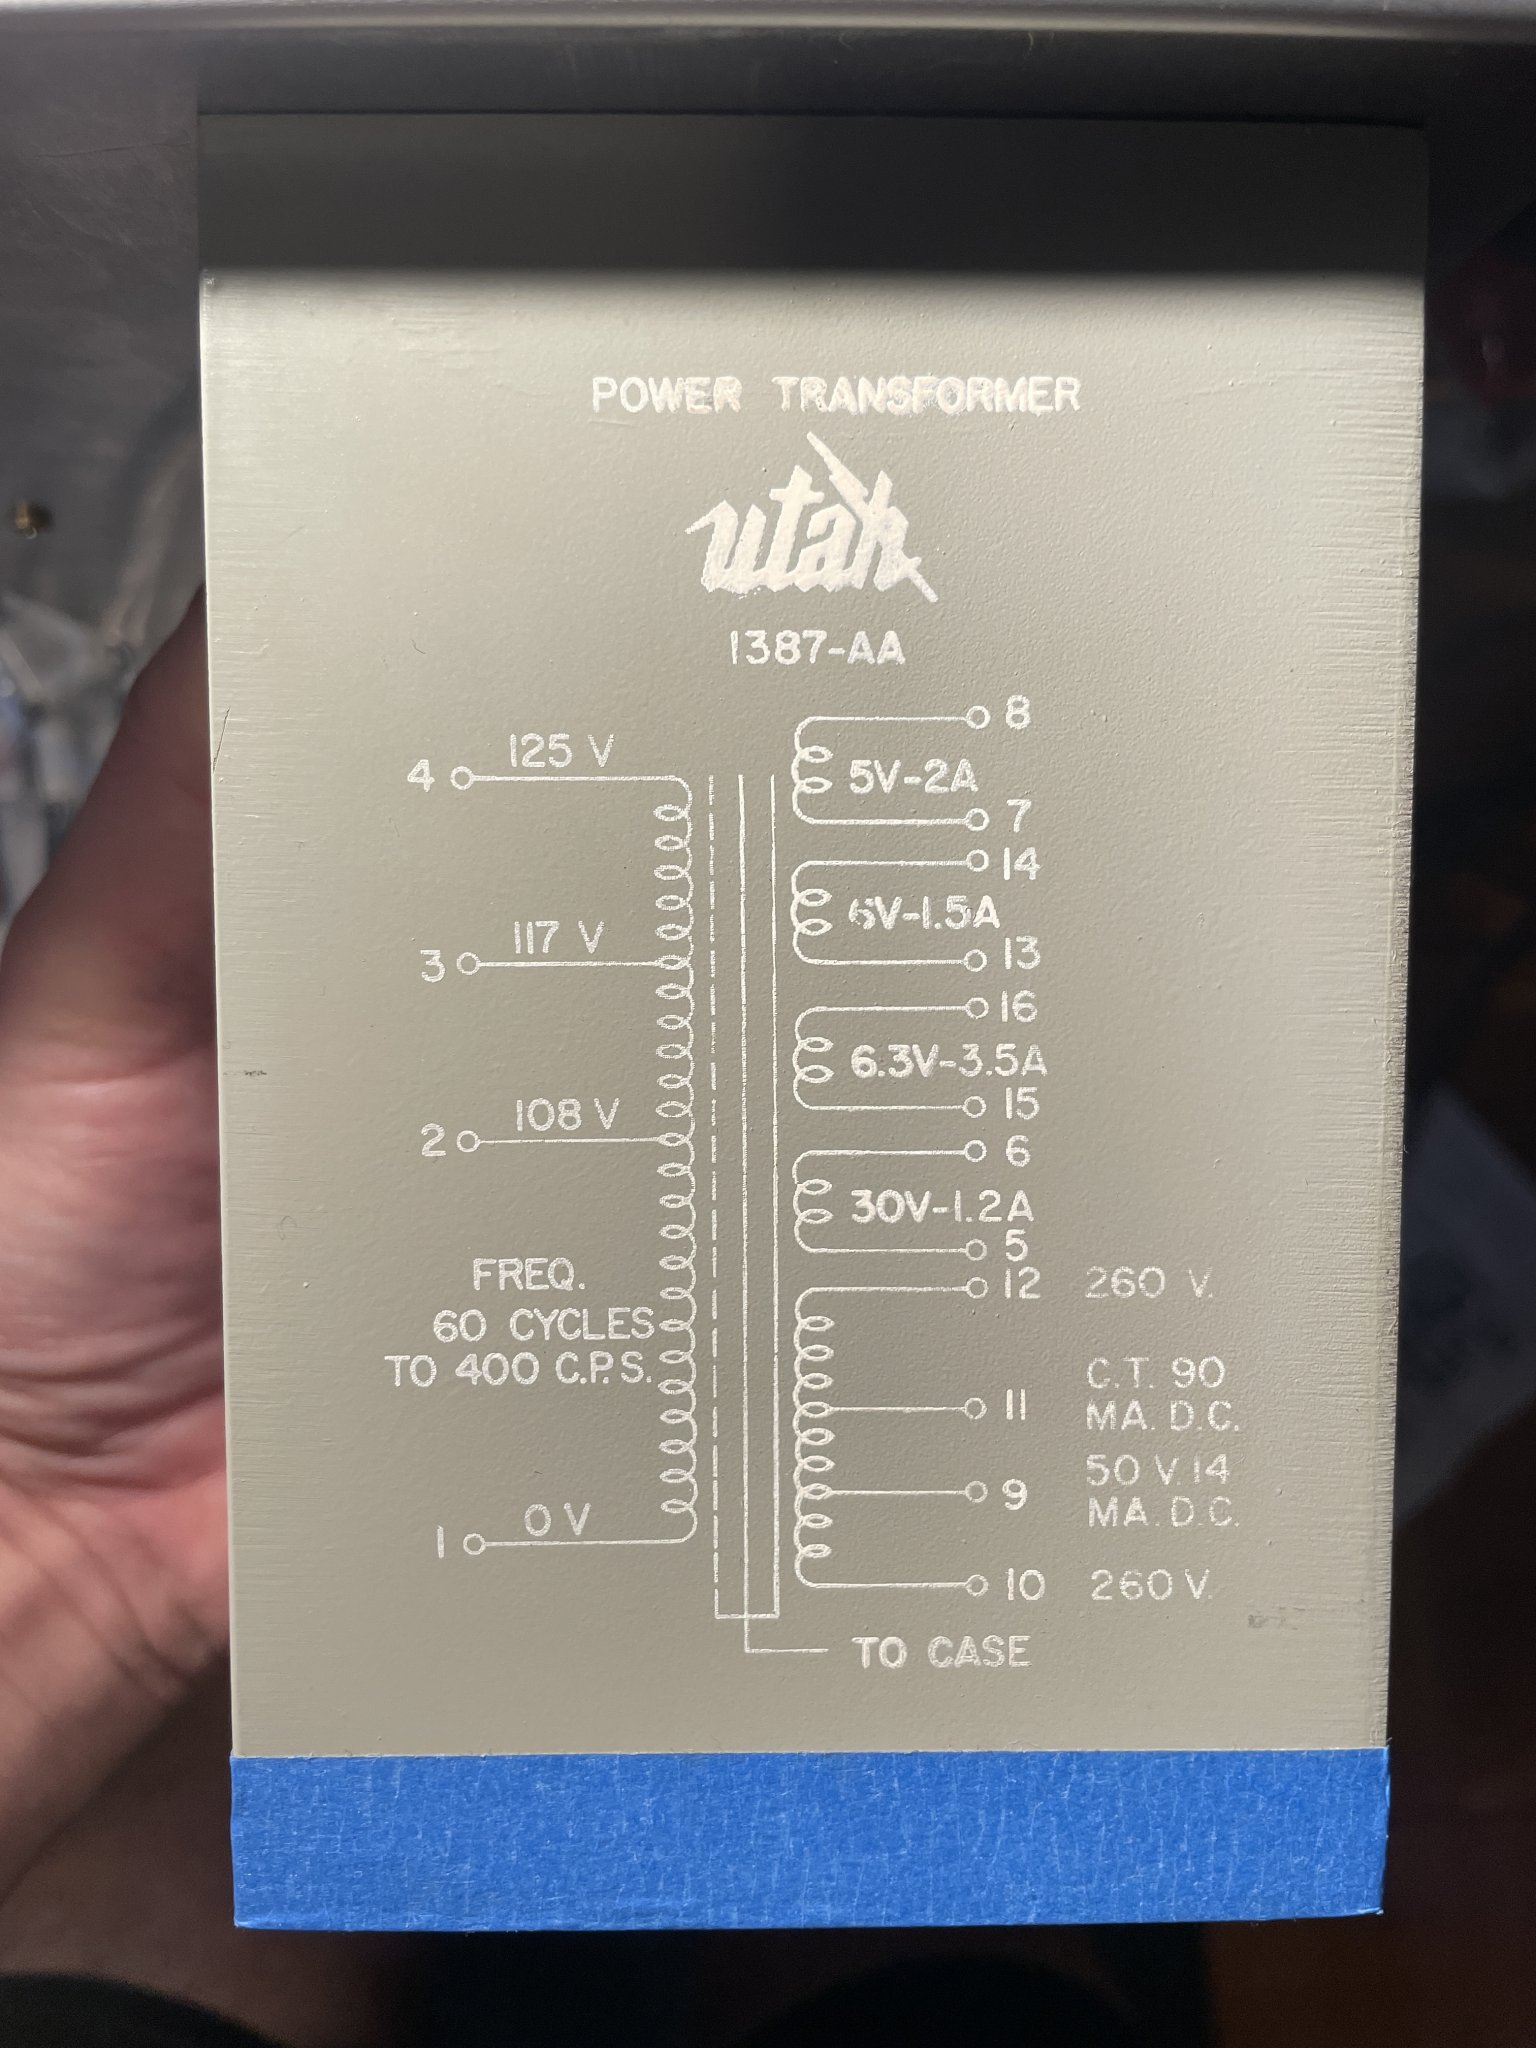 POWER TRANSFORMER
utah
1387-AA
4 125 V
3 117 V
2 108 V
FREQ.
60 CYCLES
TO 400 C.P.S.
1 0 V
8
5V-2A
7
14
6V-1.5A
13
16
6.3V-3.5A
15
6
30V-1.2A
5
12 260 V.
11 C.T. 90
MA. D.C.
9 50 V. 14
MA. D.C.
10 260 V.
TO CASE